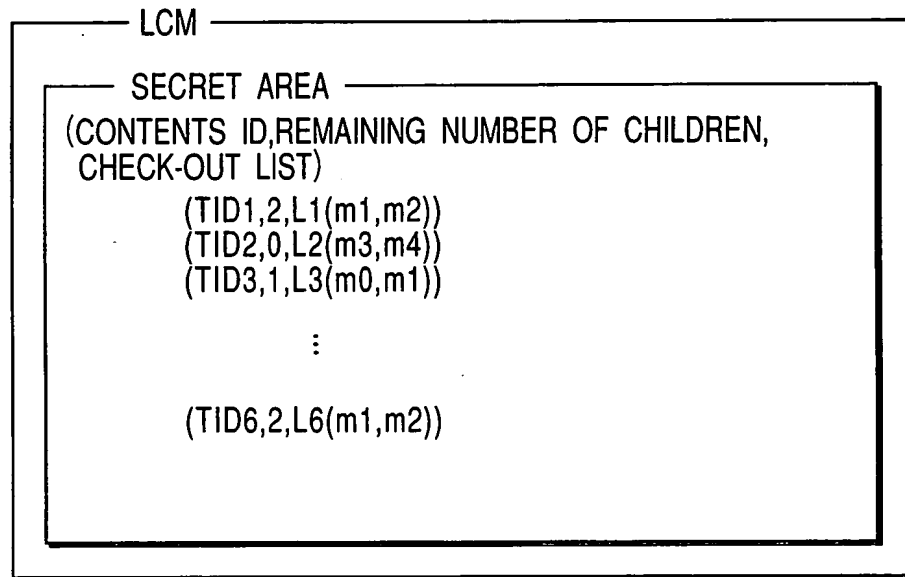 LCM
SECRET AREA
(CONTENTS ID,REMAINING NUMBER OF CHILDREN,
CHECK-OUT LIST)
(TID1,2,L1(m1,m2))
(TID2,0,L2(m3,m4))
(TID3,1,L3(m0,m1))
⋮
(TID6,2,L6(m1,m2))